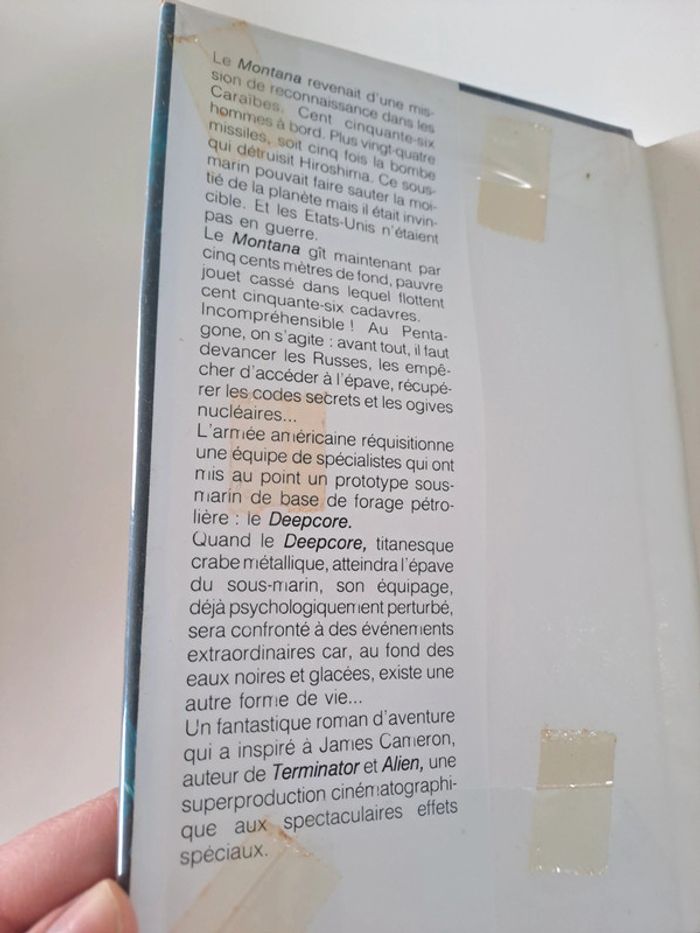 Le Montana revenait d'une mis-
sion de reconnaissance dans les
Caraïbes. Cent cinquante-six
hommes à bord. Plus vingt-quatre
missiles, soit cinq fois la bombe
qui détruisit Hiroshima. Ce sous-
marin pouvait faire sauter la moi-
tié de la planète mais il était invin-
cible. Et les Etats-Unis n'étaient
pas en guerre.
Le Montana gît maintenant par
cinq cents mètres de fond, pauvre
jouet cassé dans lequel flottent
cent cinquante-six cadavres.
Incompréhensible ! Au Penta-
gone, on s'agite : avant tout, il faut
devancer les Russes, les empê-
cher d'accéder à l'épave, récupé-
rer les codes secrets et les ogives
nucléaires...
L'armée américaine réquisitionne
une équipe de spécialistes qui ont
mis au point un prototype sous-
marin de base de forage pétro-
lière : le Deepcore.
Quand le Deepcore, titanesque
crabe métallique, atteindra l'épave
du sous-marin, son équipage,
déjà psychologiquement perturbé,
sera confronté à des événements
extraordinaires car, au fond des
eaux noires et glacées, existe une
autre forme de vie...
Un fantastique roman d'aventure
qui a inspiré à James Cameron,
auteur de Terminator et Alien, une
superproduction cinématographi-
que aux spectaculaires effets
spéciaux.